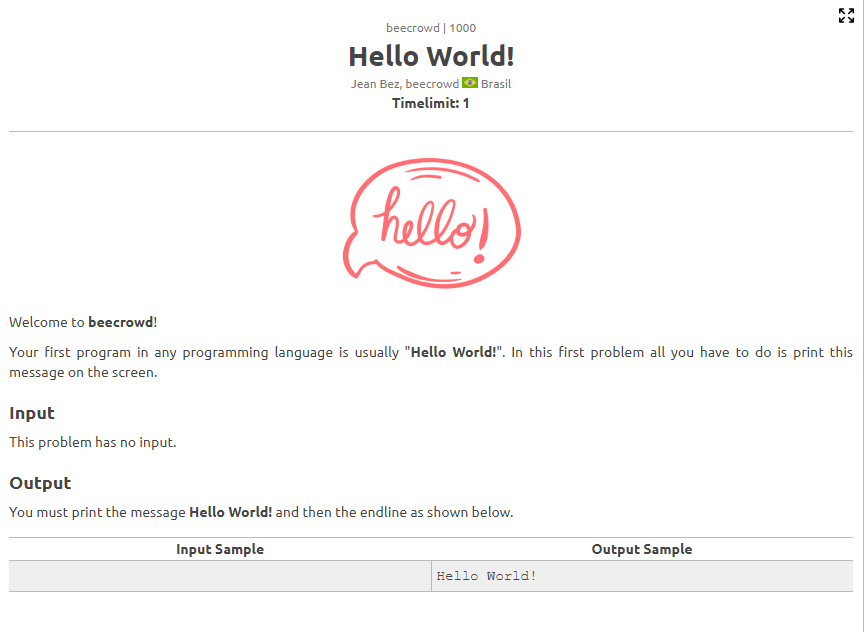 beecrowd | 1000
Hello World!
Jean Bez, beecrowd Brasil
Timelimit: 1
hello!
Welcome to beecrowd!
Your first program in any programming language is usually "Hello World!". In this first problem all you have to do is print this
message on the screen.
Input
This problem has no input.
Output
You must print the message Hello World! and then the endline as shown below.
Input Sample Output Sample
Hello World!